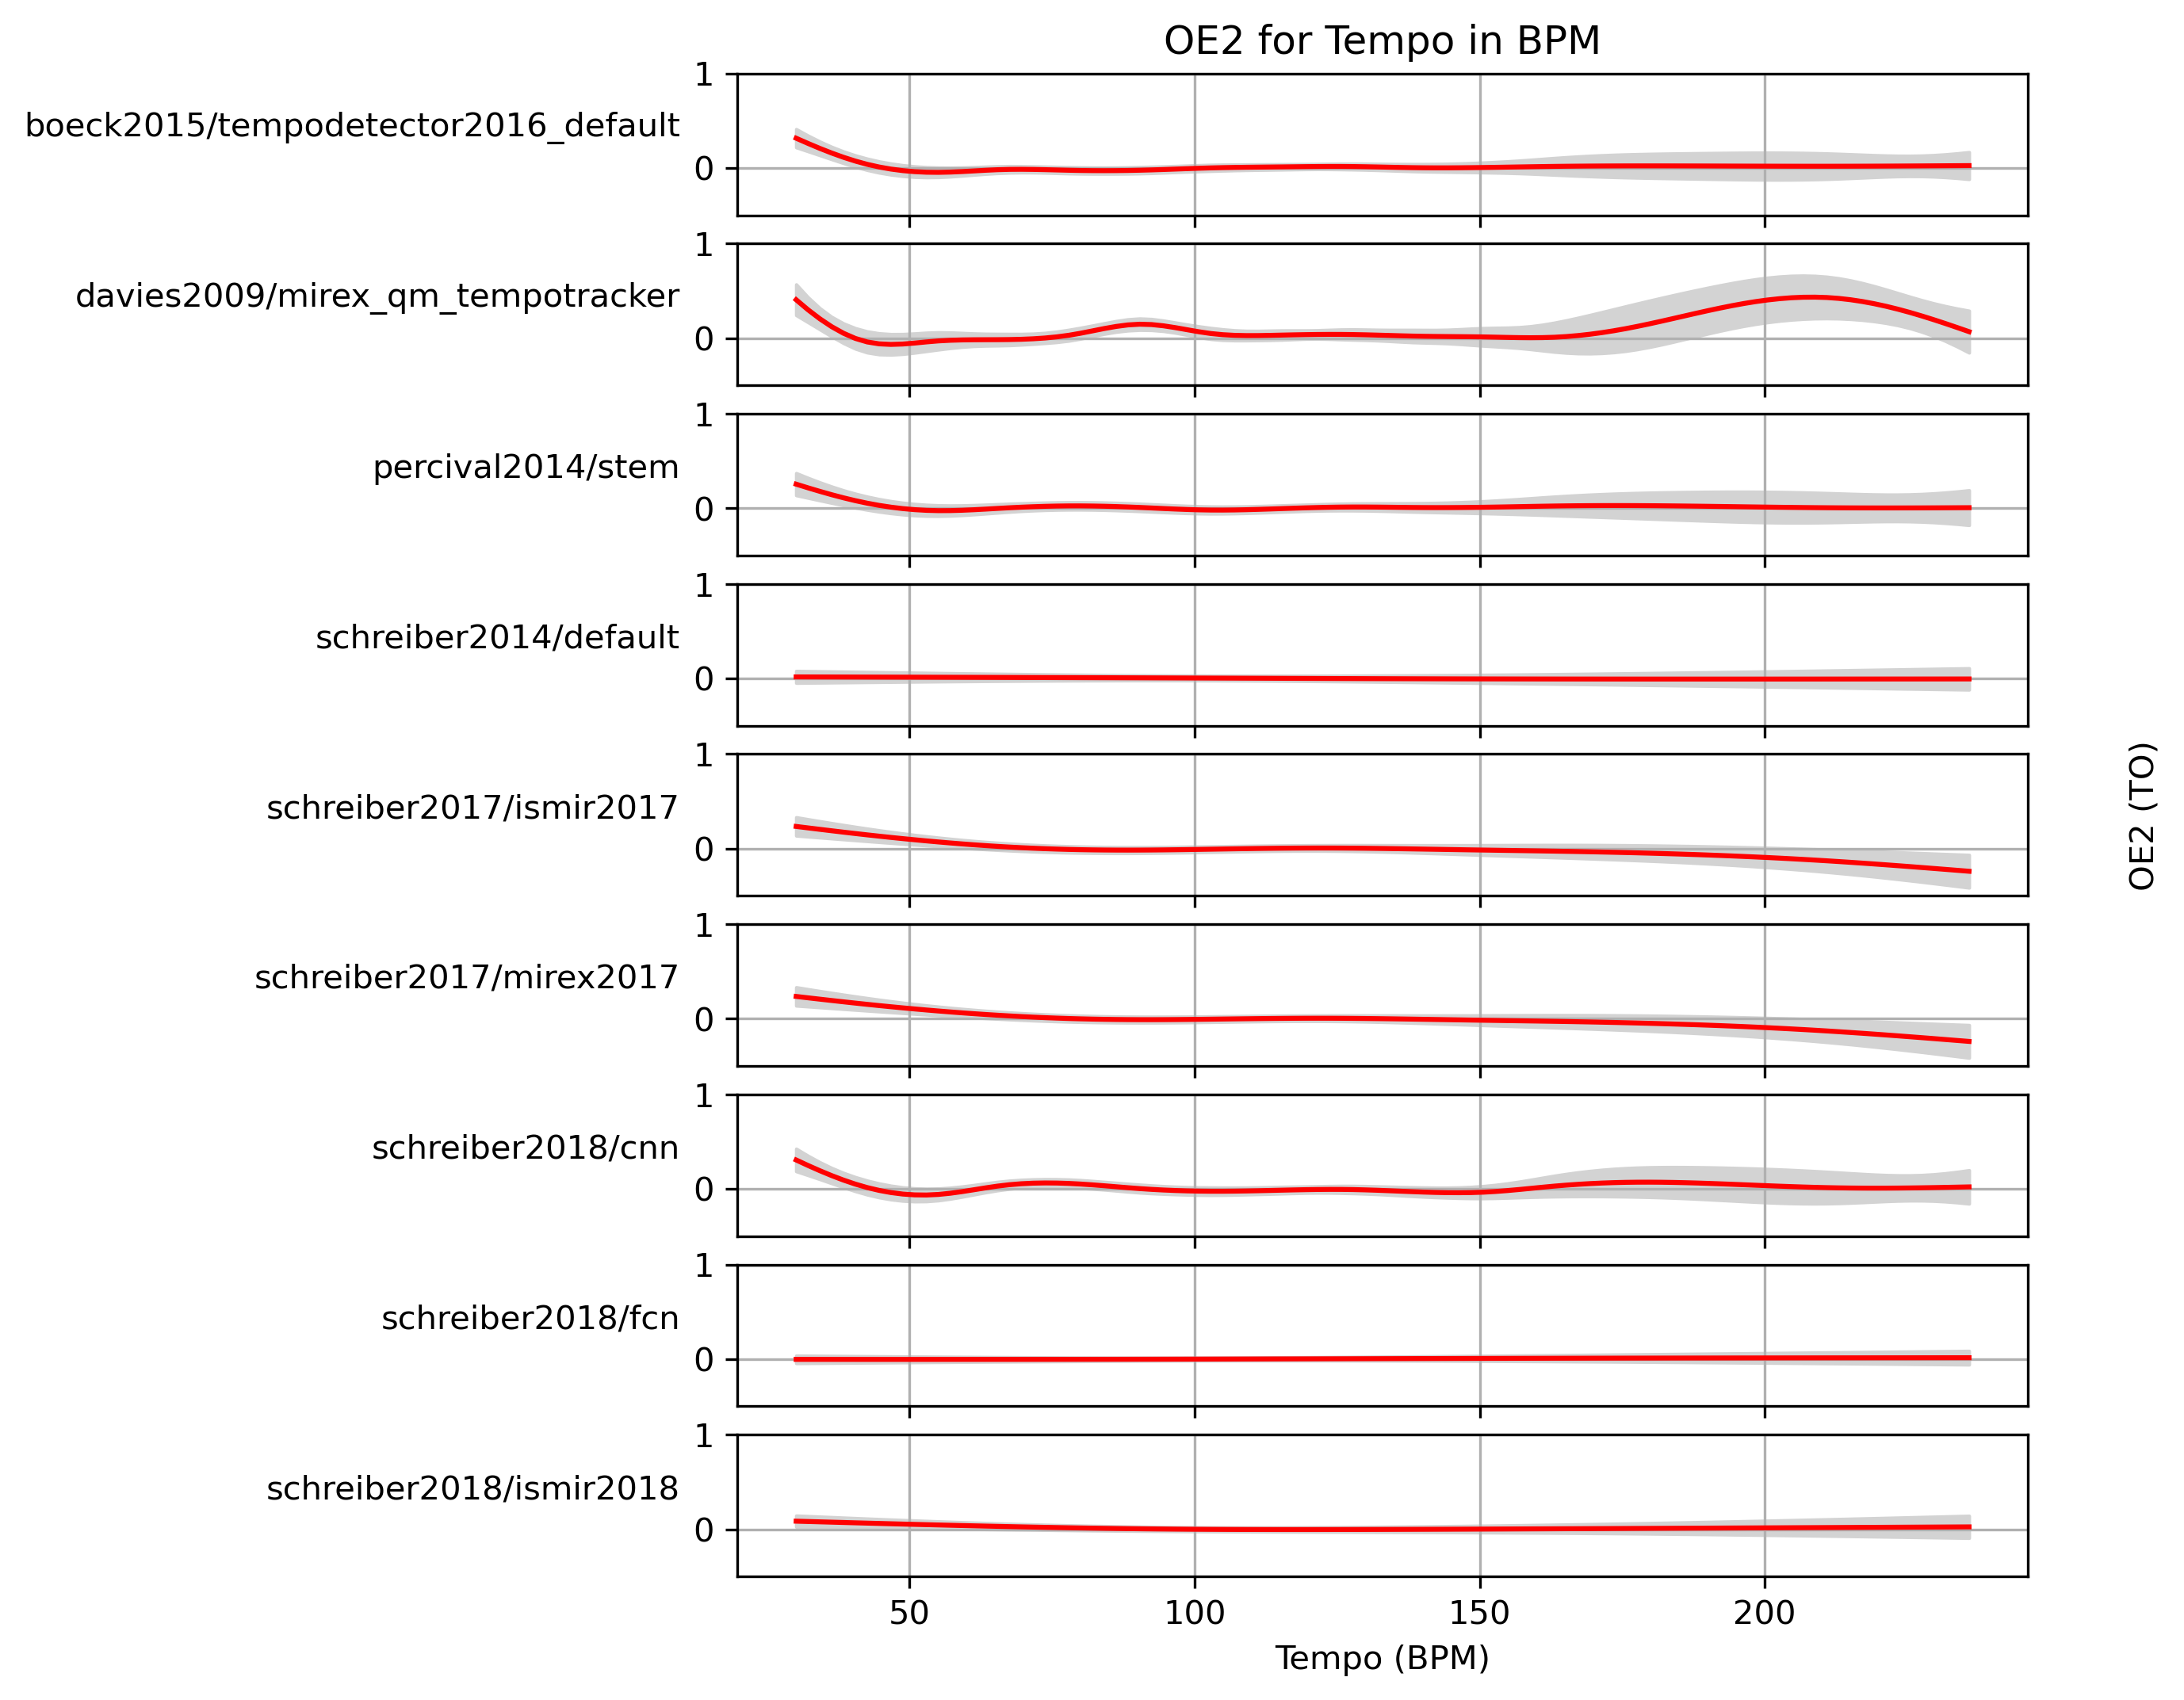 OE2 for Tempo in BPM
boeck2015/tempodetector2016_default
1
0
davies2009/mirex_qm_tempotracker
1
0
percival2014/stem
1
0
schreiber2014/default
1
0
schreiber2017/ismir2017
1
0
schreiber2017/mirex2017
1
0
schreiber2018/cnn
1
0
schreiber2018/fcn
1
0
schreiber2018/ismir2018
1
0
50 100 150 200
Tempo (BPM)
OE2 (TO)